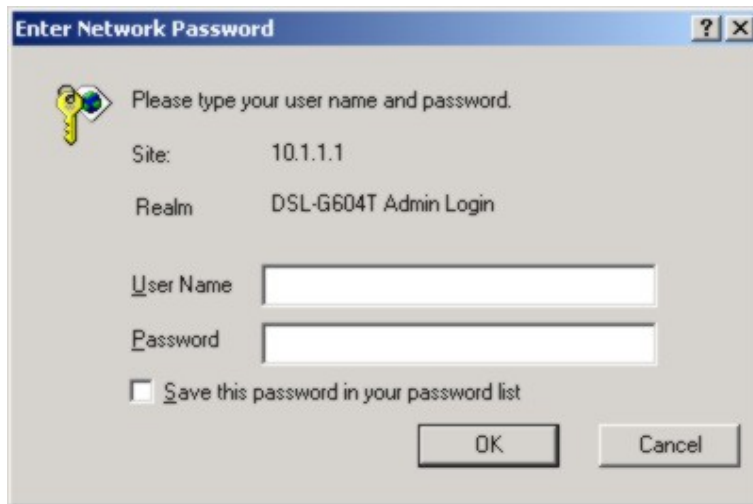 Enter Network Password
Please type your user name and password.
Site: 10.1.1.1
Realm DSL-G604T Admin Login
User Name
Password
Save this password in your password list
OK Cancel